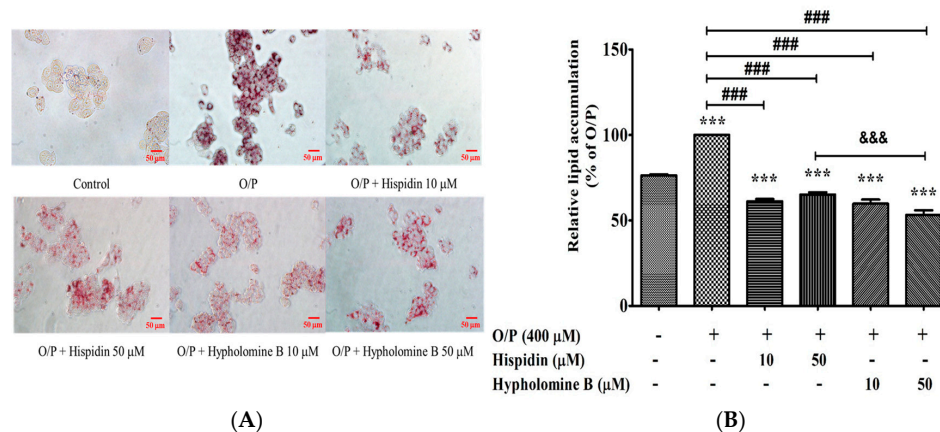 50 μm
50 μm
50 μm
Control
O/P
O/P + Hispidin 10 μM
50 μm
50 μm
50 μm
O/P + Hispidin 50 μM
O/P + Hypholomine B 10 μM
O/P + Hypholomine B 50 μM
(A)
Relative lipid accumulation
(% of O/P)
150
100
50
0
###
###
###
###
&&&
***
***
***
***
***
O/P (400 μM) - + + + + +
Hispidin (μM) - - 10 50 - -
Hypholomine B (μM) - - - - 10 50
(B)